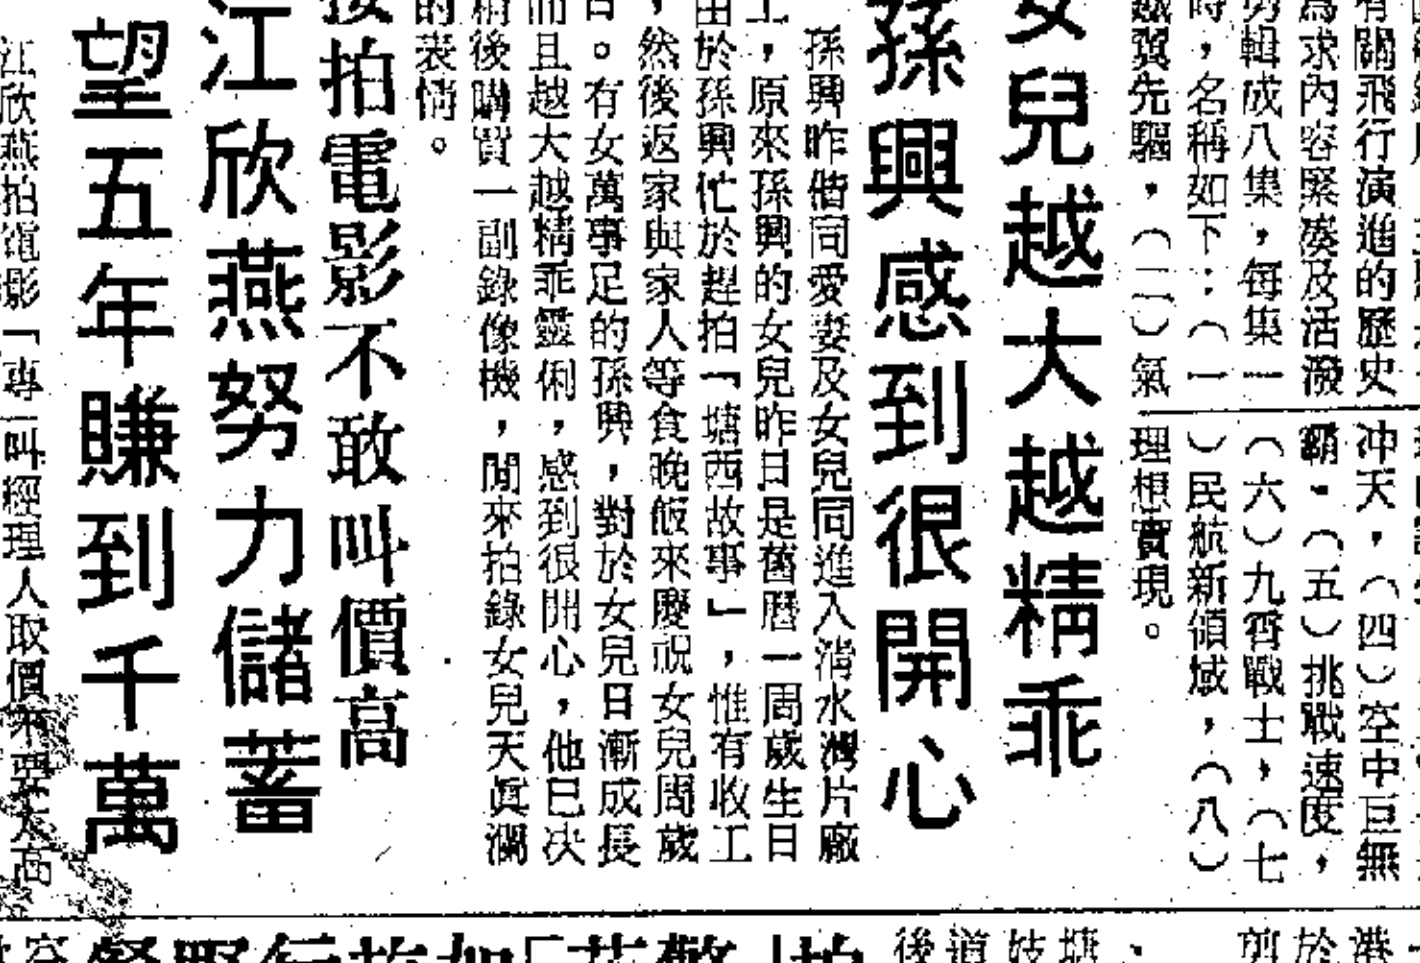 有關飛行演進的歷史
為求內容緊湊及活潑
剪輯成八集，每集一
時，名稱如下：（一
越冀先驅，（二）氣
冲天，（四）空中巨無
霸，（五）挑戰速度，
（六）九霄戰士，（七
）民航新領域，（八）
理想實現。
女兒越大越精乖
孫興感到很開心
孫興昨偕同愛妻及女兒同進入清水灣片廠
上，原來孫興的女兒昨日是舊曆一周歲生日
由於孫興忙於趕拍「塘西故事」，惟有收工
，然後返家與家人等食晚飯來慶祝女兒周歲
日。有女萬事足的孫興，對於女兒日漸成長
而且越大越精乖靈俐，感到很開心，他已决
稍後購買一副錄像機，閒來拍錄女兒天眞瀾
的表情。
接拍電影不敢叫價高
江欣燕努力儲蓄
望五年賺到千萬
江欣燕拍電影「專一叫經理人取價不要太高
港
於
剪
塘
妓
道
後